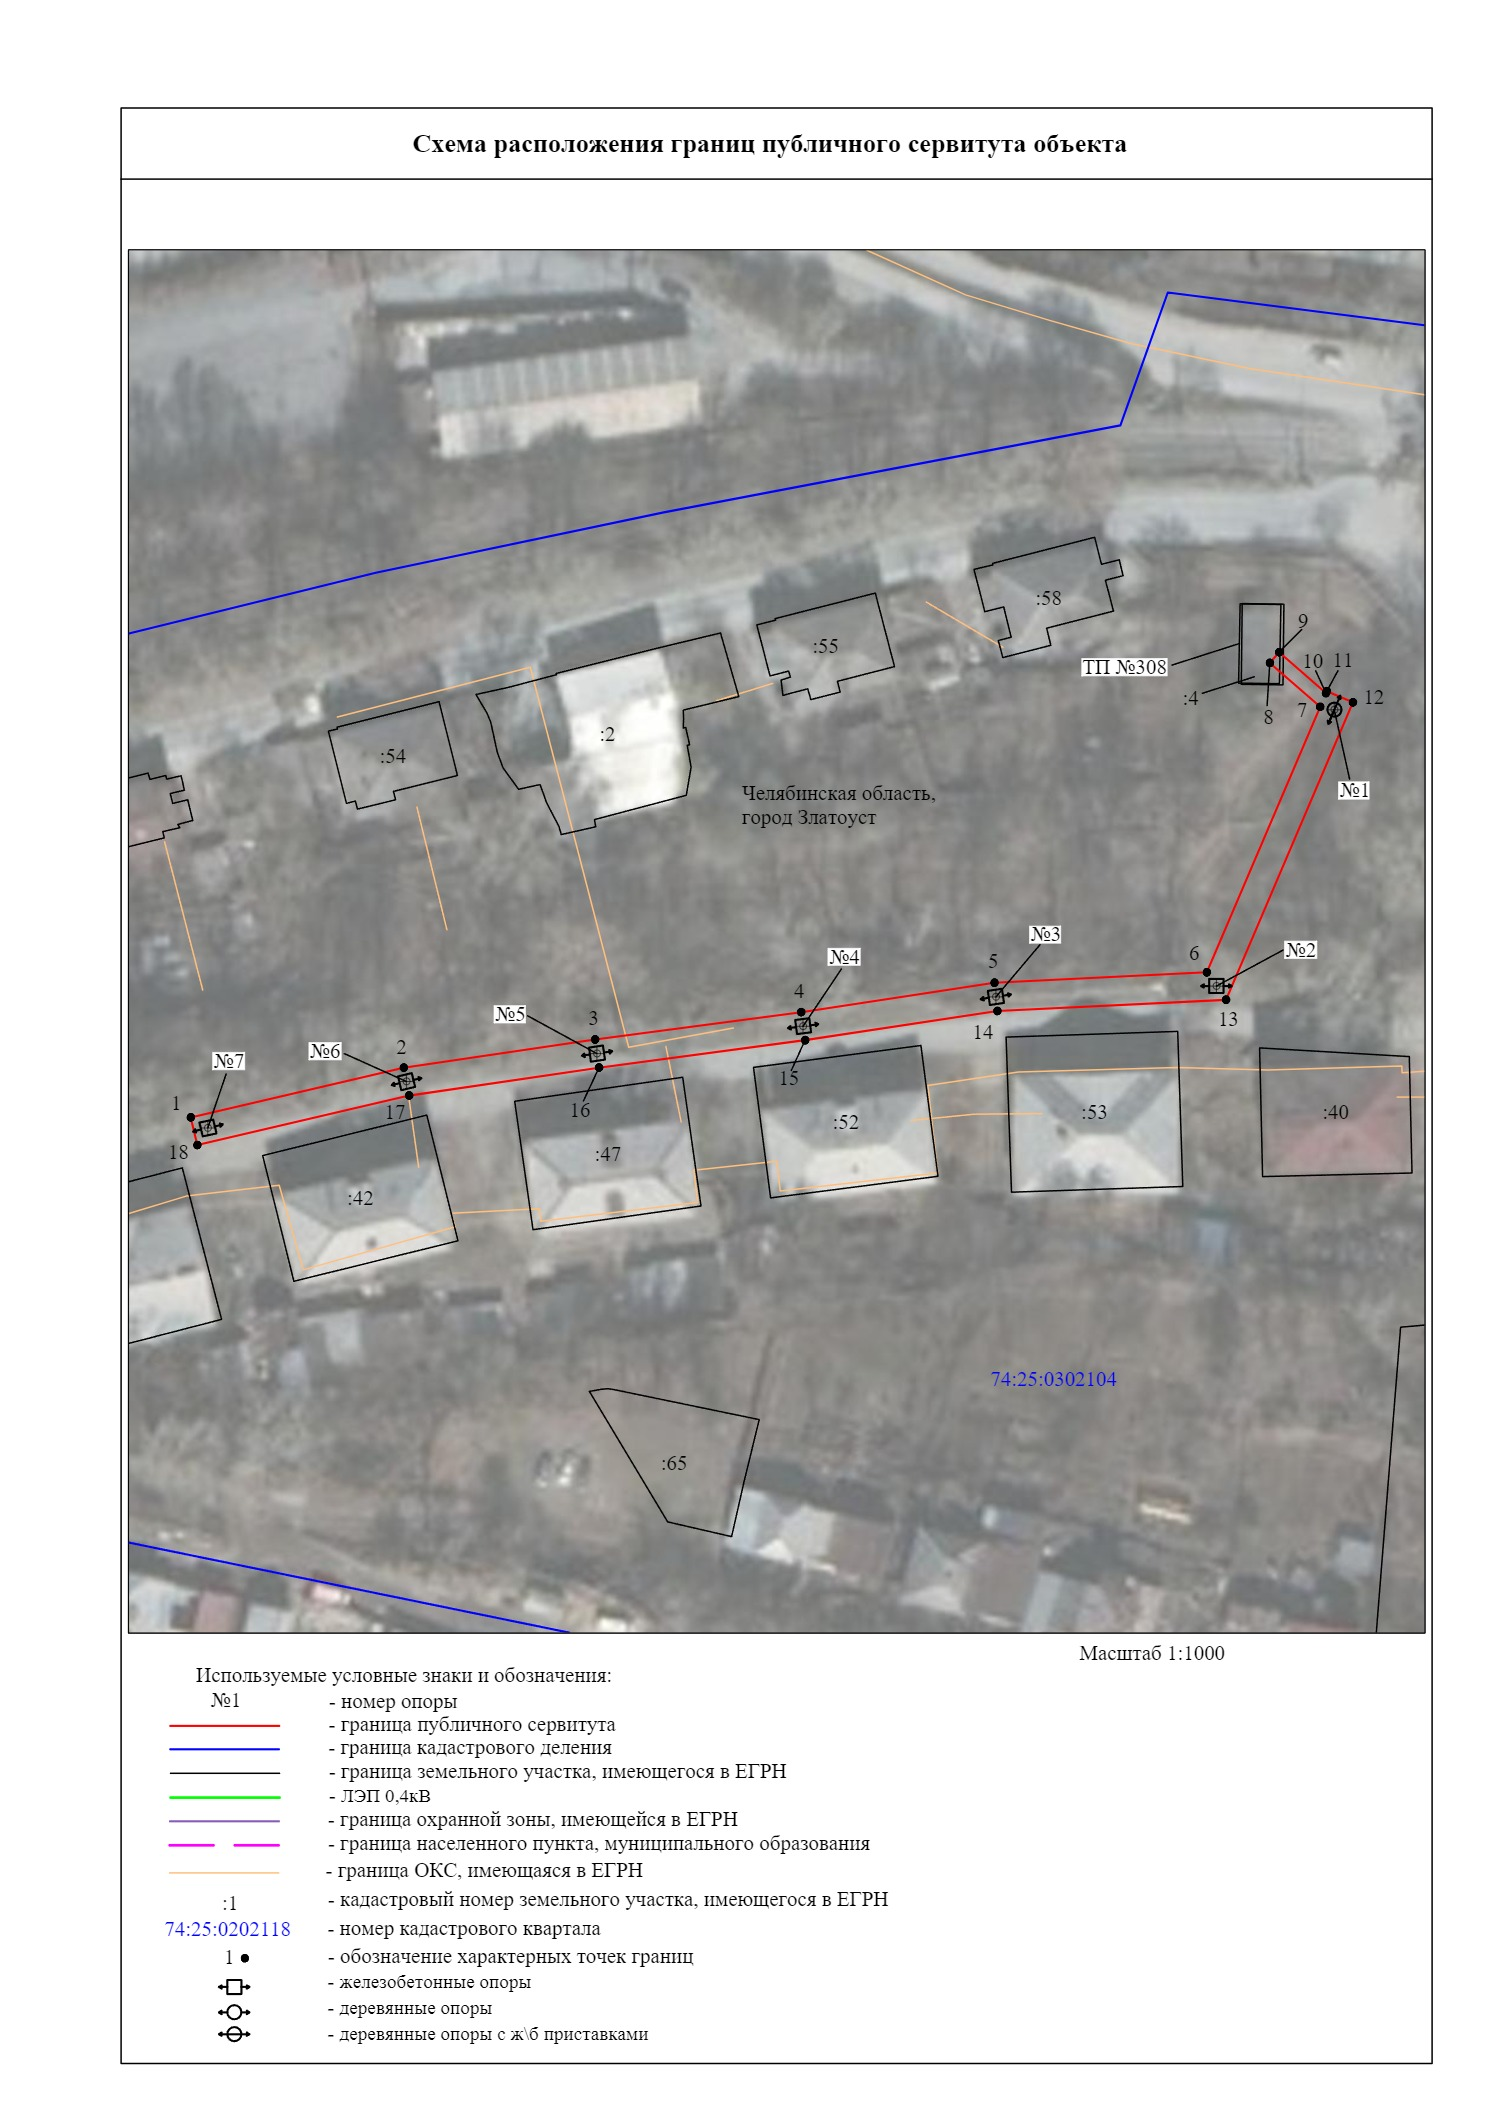 Схема расположения границ публичного сервитута объекта
:58
9
:55
ТП №308
10
11
:4
8
7
12
:2
:54
№1
Челябинская область,
город Златоуст
№3
6
№2
№4
5
4
№5
3
13
14
№6
2
№7
15
1
17
16
18
:52
:53
:40
:47
:42
74:25:0302104
:65
Масштаб 1:1000
Используемые условные знаки и обозначения:
№1 - номер опоры
- граница публичного сервитута
- граница кадастрового деления
- граница земельного участка, имеющегося в ЕГРН
- ЛЭП 0,4кВ
- граница охранной зоны, имеющейся в ЕГРН
- граница населенного пункта, муниципального образования
- граница ОКС, имеющаяся в ЕГРН
:1 - кадастровый номер земельного участка, имеющегося в ЕГРН
74:25:0202118 - номер кадастрового квартала
1 - обозначение характерных точек границ
- железобетонные опоры
- деревянные опоры
- деревянные опоры с ж\б приставками